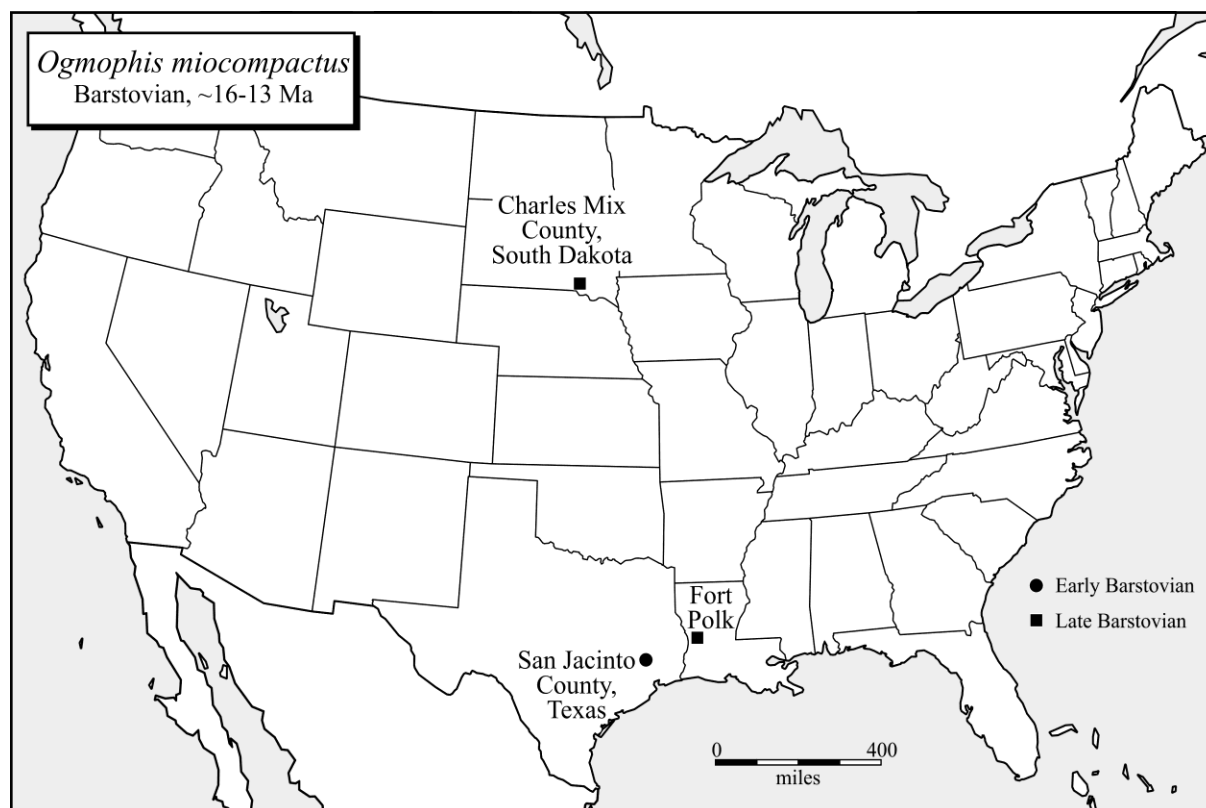 Ogmophis miocompactus
Barstovian, ~16-13 Ma
Charles Mix
County,
South Dakota
Fort
Polk
San Jacinto
County,
Texas
Early Barstovian
Late Barstovian
0 400
miles